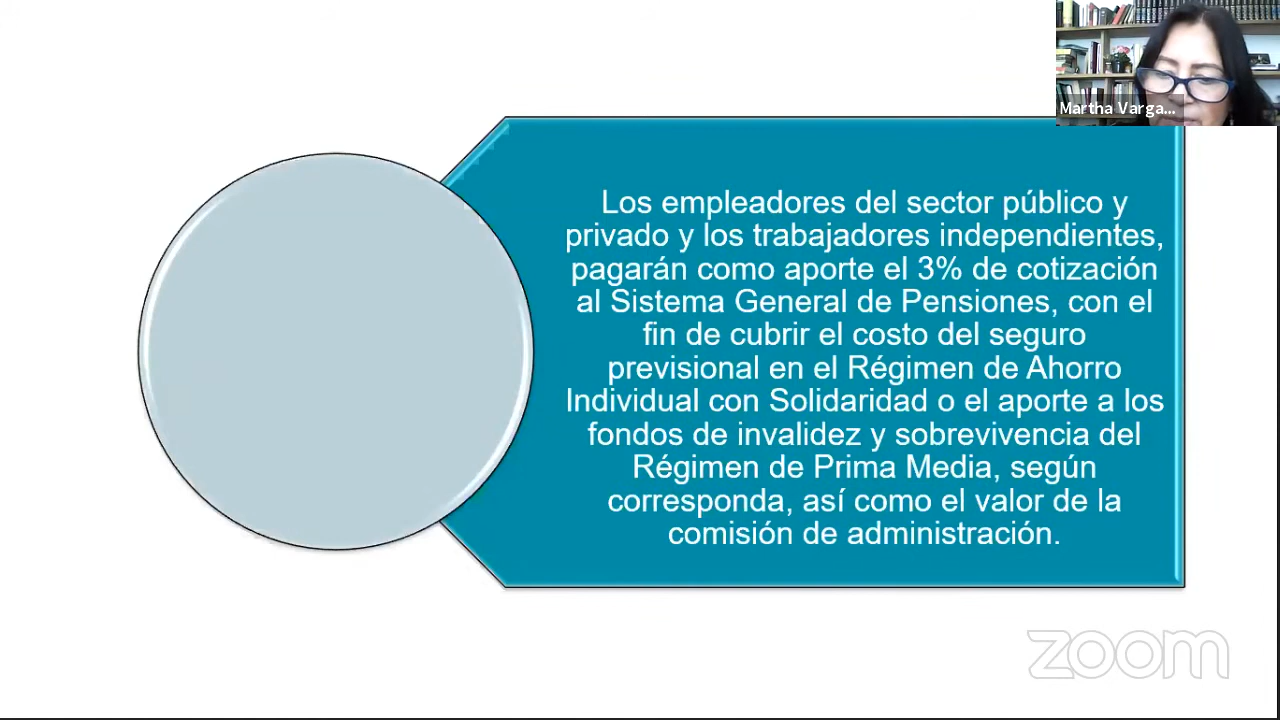 Martha Varga...
Los empleadores del sector público y
privado y los trabajadores independientes,
pagarán como aporte el 3% de cotización
al Sistema General de Pensiones, con el
fin de cubrir el costo del seguro
previsional en el Régimen de Ahorro
Individual con Solidaridad o el aporte a los
fondos de invalidez y sobrevivencia del
Régimen de Prima Media, según
corresponda, así como el valor de la
comisión de administración.
zoom